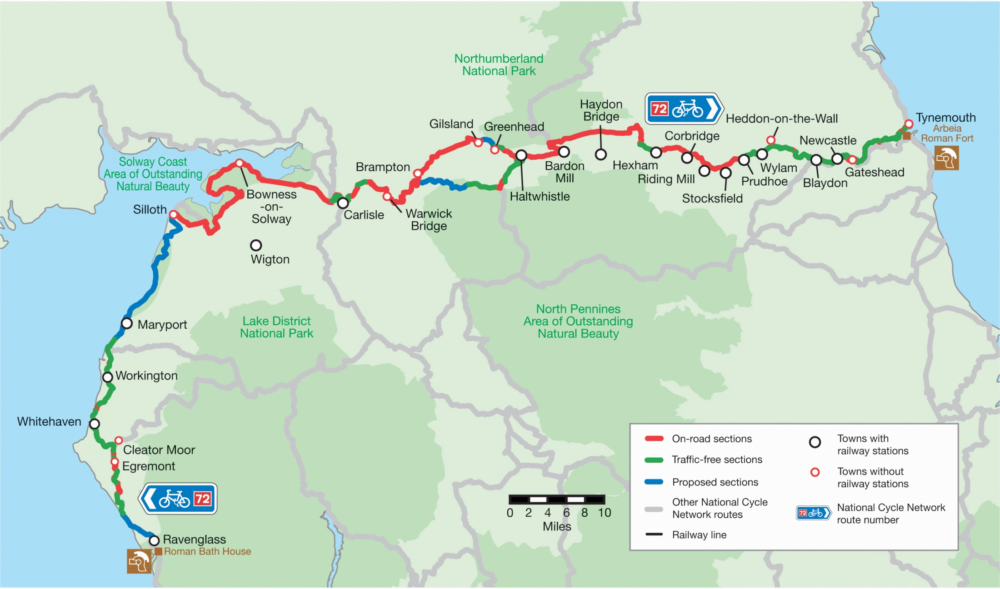 Northumberland
National Park
72
Haydon
Bridge
Heddon-on-the-Wall
Tynemouth
Arbeia
Roman Fort
Gilsland
Greenhead
Corbridge
Newcastle
Solway Coast
Area of Outstanding
Natural Beauty
Brampton
Bardon
Mill
Hexham
Riding Mill
Wylam
Prudhoe
Gateshead
Blaydon
Stocksfield
Haltwhistle
Bowness
-on-
Solway
Silloth
Carlisle
Warwick
Bridge
Wigton
Lake District
National Park
North Pennines
Area of Outstanding
Natural Beauty
Maryport
Workington
Whitehaven
Cleator Moor
Egremont
72
Ravenglass
Roman Bath House
0 2 4 6 8 10
Miles
On-road sections
Traffic-free sections
Proposed sections
Other National Cycle
Network routes
Railway line
Towns with
railway stations
Towns without
railway stations
72
National Cycle Network
route number